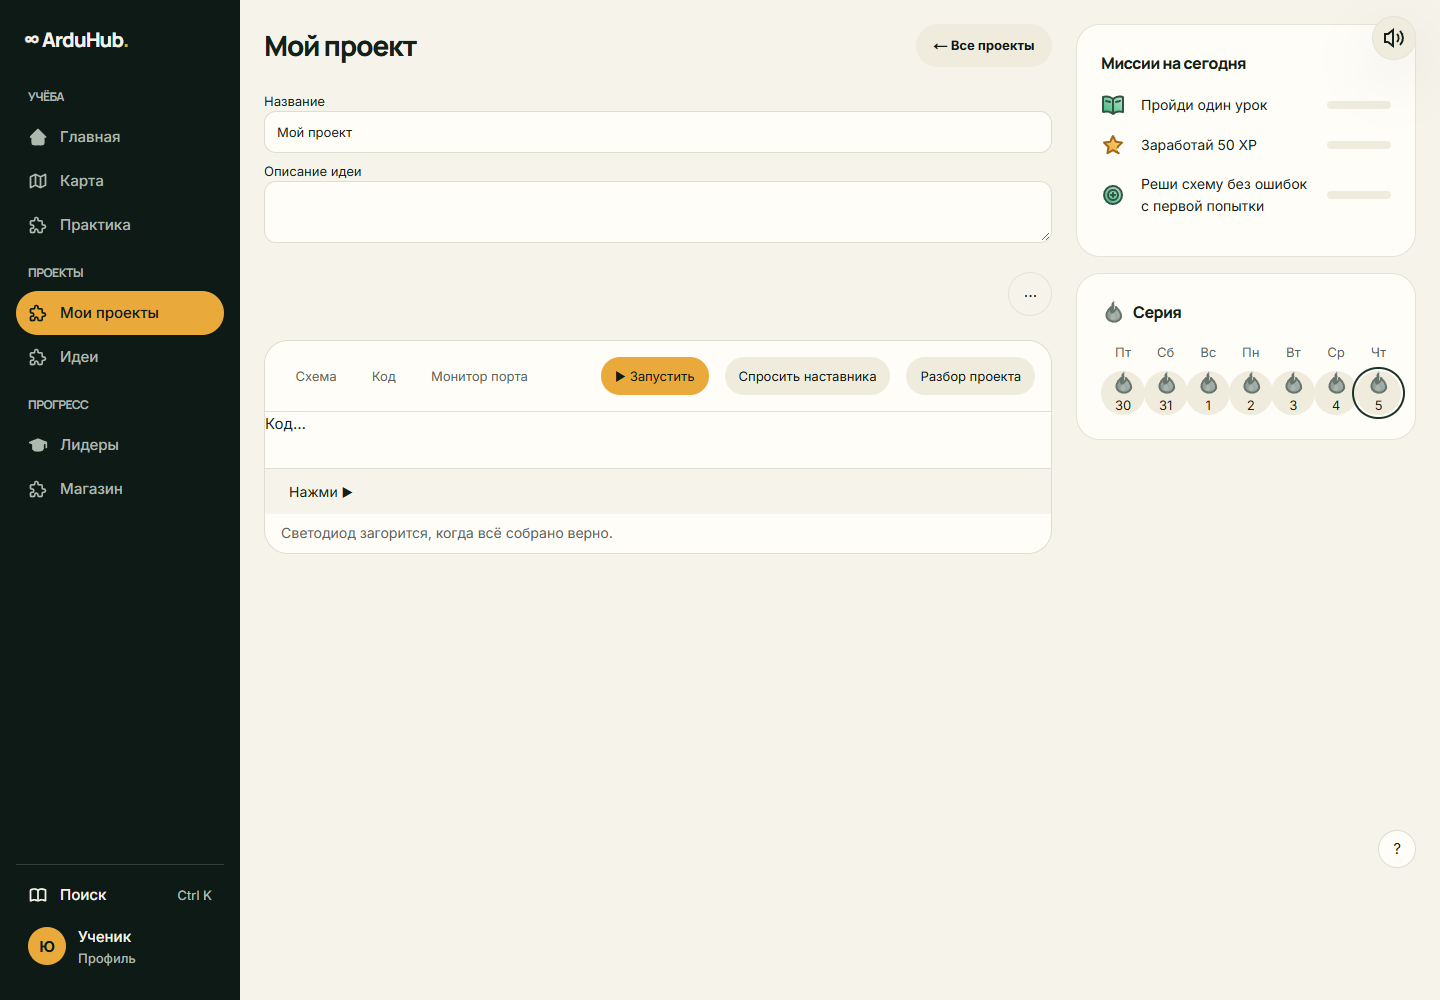 ∞ ArduHub.
УЧЁБА
Главная
Карта
Практика
ПРОЕКТЫ
Мои проекты
Идеи
ПРОГРЕСС
Лидеры
Магазин
Поиск Ctrl K
Ю
Ученик
Профиль
Мой проект
← Все проекты
Название
Мой проект
Описание идеи
...
Схема Код Монитор порта ▶ Запустить Спросить наставника Разбор проекта
Код...
Нажми ▶
Светодиод загорится, когда всё собрано верно.
Миссии на сегодня
Пройди один урок
Заработай 50 XP
Реши схему без ошибок
с первой попытки
Серия
Пт Сб Вс Пн Вт Ср Чт
30 31 1 2 3 4 5
?